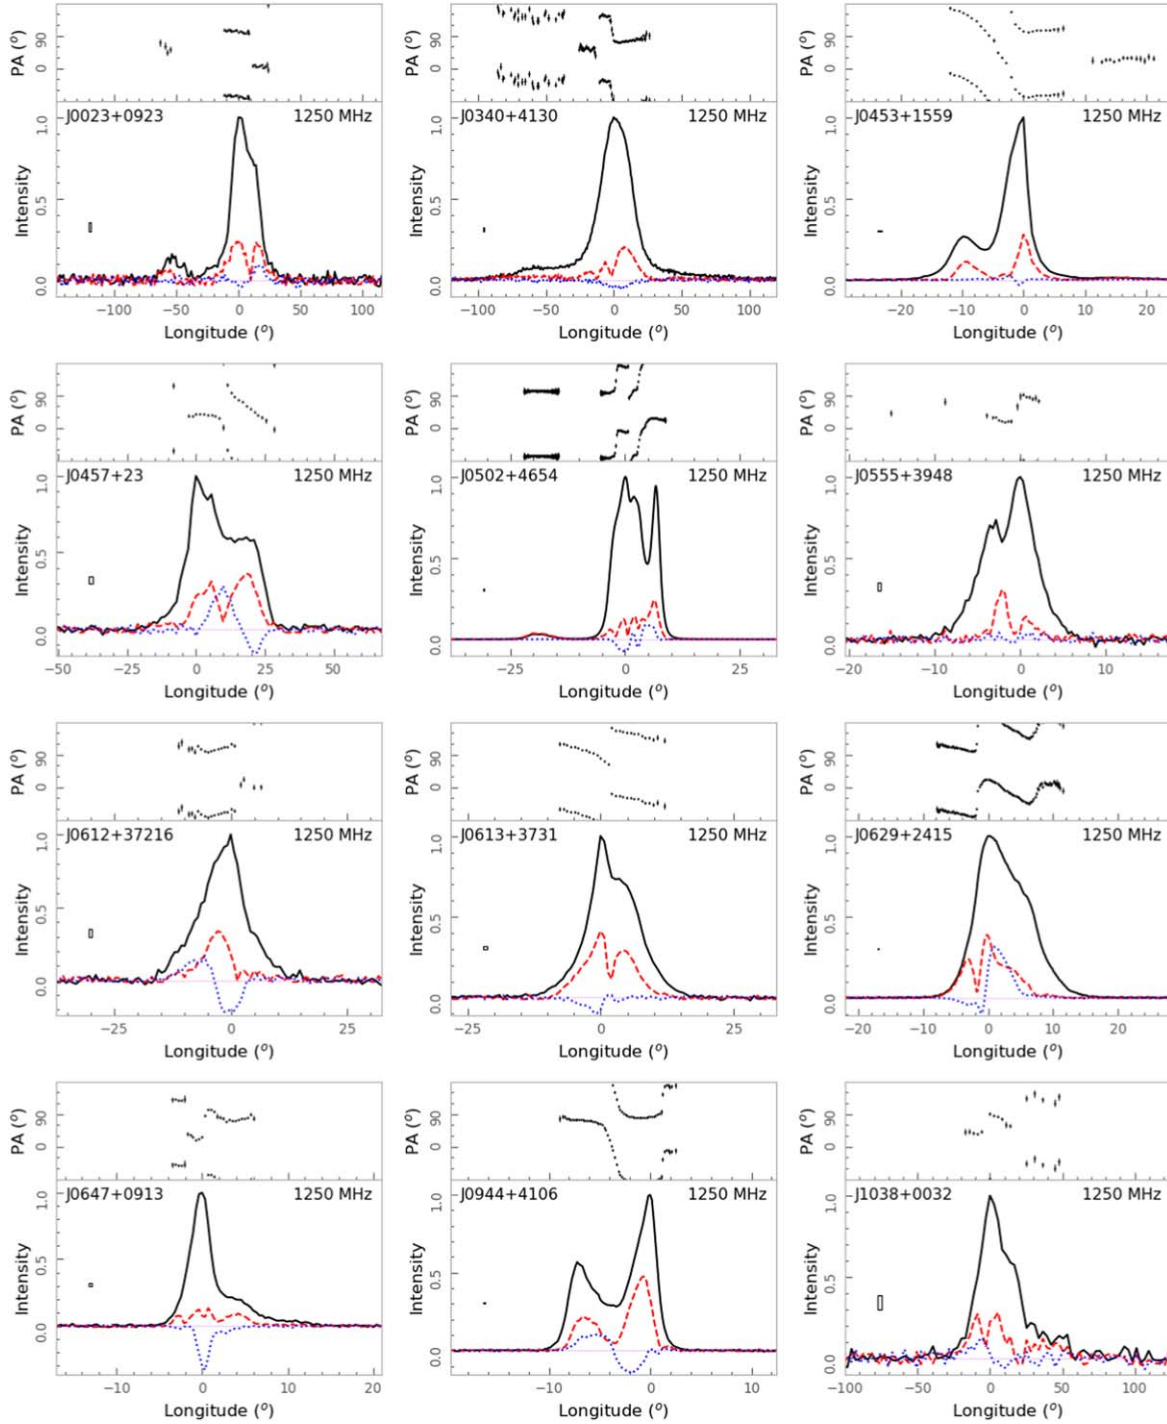 PA (°) 90 0 PA (°) 90 0 PA (°) 90 0
J0023+0923 1250 MHz J0340+4130 1250 MHz J0453+1559 1250 MHz
Intensity 1.0 0.5 0.0 Intensity 1.0 0.5 0.0 Intensity 1.0 0.5 0.0
−100 −50 0 50 100 −100 −50 0 50 100 −20 −10 0 10 20
Longitude (o) Longitude (o) Longitude (o)
PA (°) 90 0 PA (°) 90 0 PA (°) 90 0
J0457+23 1250 MHz J0502+4654 1250 MHz J0555+3948 1250 MHz
Intensity 1.0 0.5 0.0 Intensity 1.0 0.5 0.0 Intensity 1.0 0.5 0.0
−50 −25 0 25 50 −25 0 25 −20 −10 0 10
Longitude (o) Longitude (o) Longitude (o)
PA (°) 90 0 PA (°) 90 0 PA (°) 90 0
J0612+37216 1250 MHz J0613+3731 1250 MHz J0629+2415 1250 MHz
Intensity 1.0 0.5 0.0 Intensity 1.0 0.5 0.0 Intensity 1.0 0.5 0.0
−25 0 25 −25 0 25 −20 −10 0 10 20
Longitude (o) Longitude (o) Longitude (o)
PA (°) 90 0 PA (°) 90 0 PA (°) 90 0
J0647+0913 1250 MHz J0944+4106 1250 MHz J1038+0032 1250 MHz
Intensity 1.0 0.5 0.0 Intensity 1.0 0.5 0.0 Intensity 1.0 0.5 0.0
−10 0 10 20 −10 0 10 −100 −50 0 50 100
Longitude (o) Longitude (o) Longitude (o)